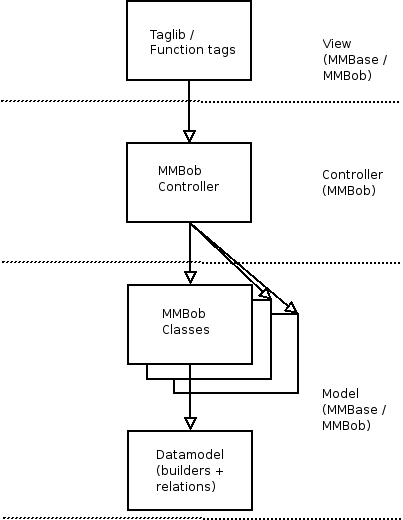 Taglib /
Function tags
View
(MMBase /
MMBob)
MMBob
Controller
Controller
(MMBob)
MMBob
Classes
Model
(MMBase /
MMBob)
Datamodel
(builders +
relations)